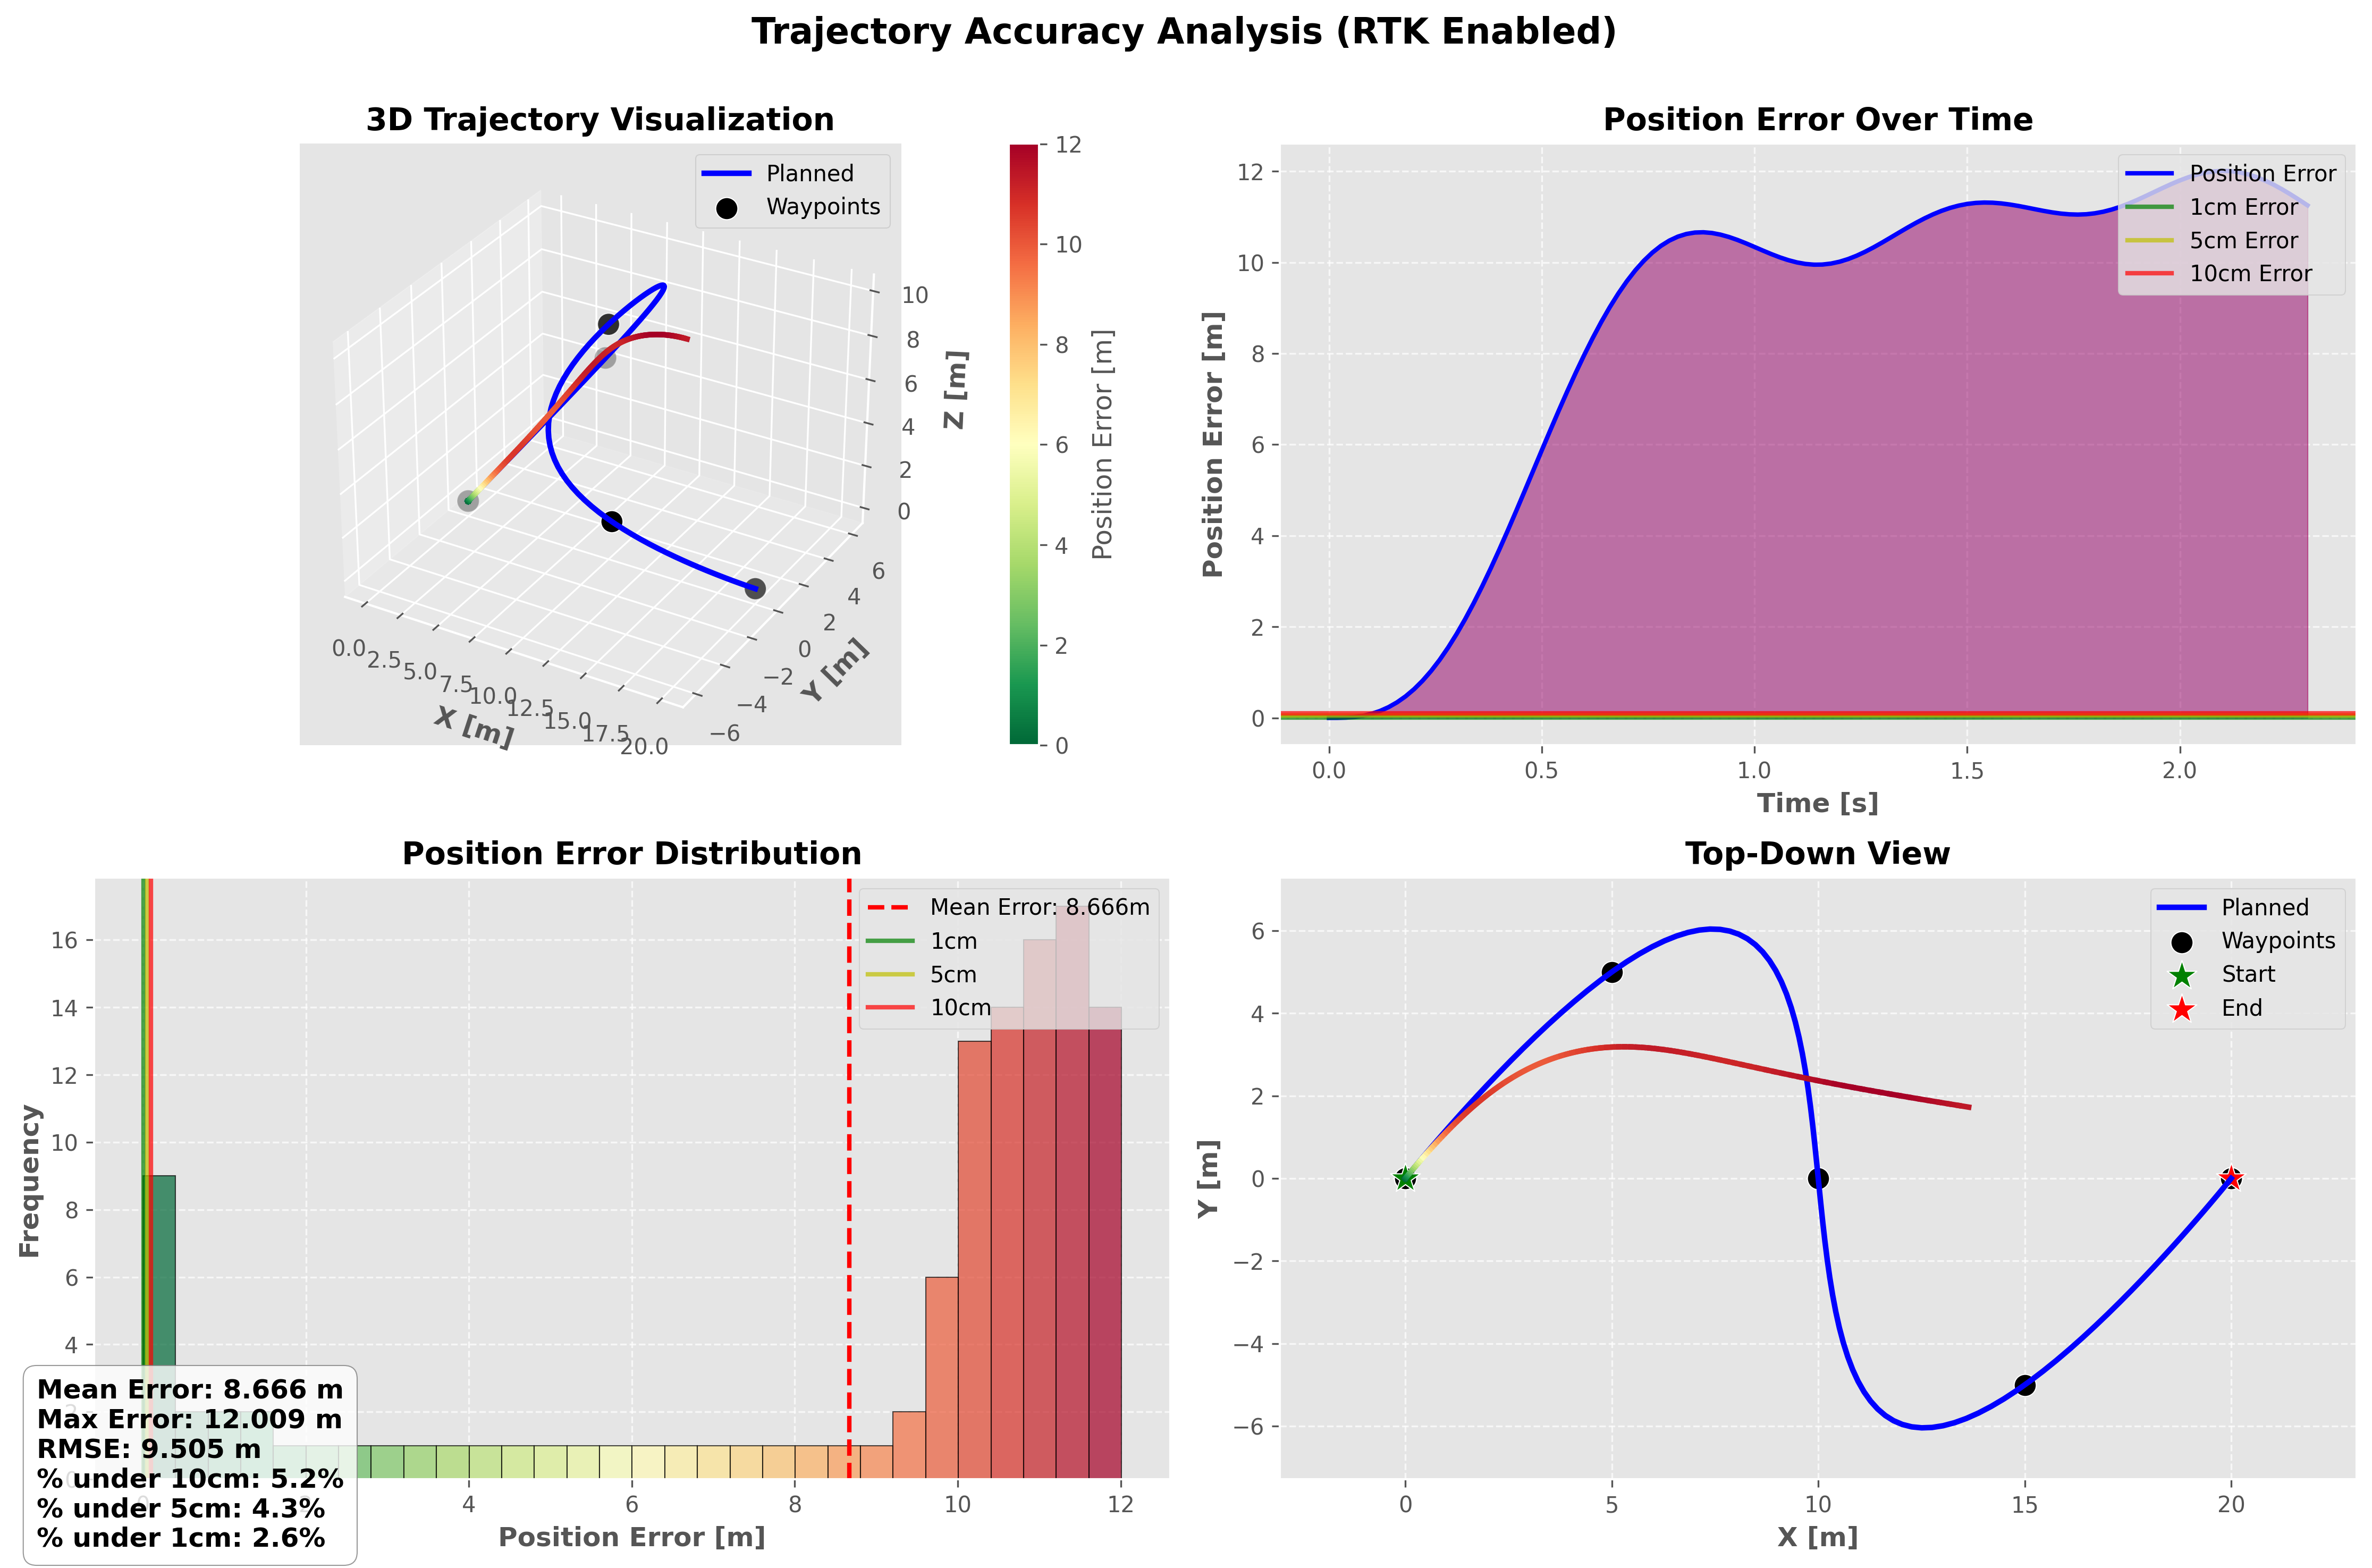 Trajectory Accuracy Analysis (RTK Enabled)
3D Trajectory Visualization
Planned
Waypoints
10
8
6
4
2
0
Z [m]
6
4
2
0
−2
−4
−6
Y [m]
0.0
2.5
5.0
7.5
10.0
12.5
15.0
17.5
20.0
X [m]
12
10
8
6
4
2
0
Position Error [m]
Position Error Over Time
Position Error
1cm Error
5cm Error
10cm Error
12
10
8
6
4
2
0
Position Error [m]
0.0 0.5 1.0 1.5 2.0
Time [s]
Position Error Distribution
Mean Error: 8.666m
1cm
5cm
10cm
16
14
12
10
8
6
4
2
0
Frequency
0 4 6 8 10 12
Position Error [m]
Mean Error: 8.666 m
Max Error: 12.009 m
RMSE: 9.505 m
% under 10cm: 5.2%
% under 5cm: 4.3%
% under 1cm: 2.6%
Top-Down View
Planned
Waypoints
Start
End
6
4
2
0
−2
−4
−6
Y [m]
0 5 10 15 20
X [m]